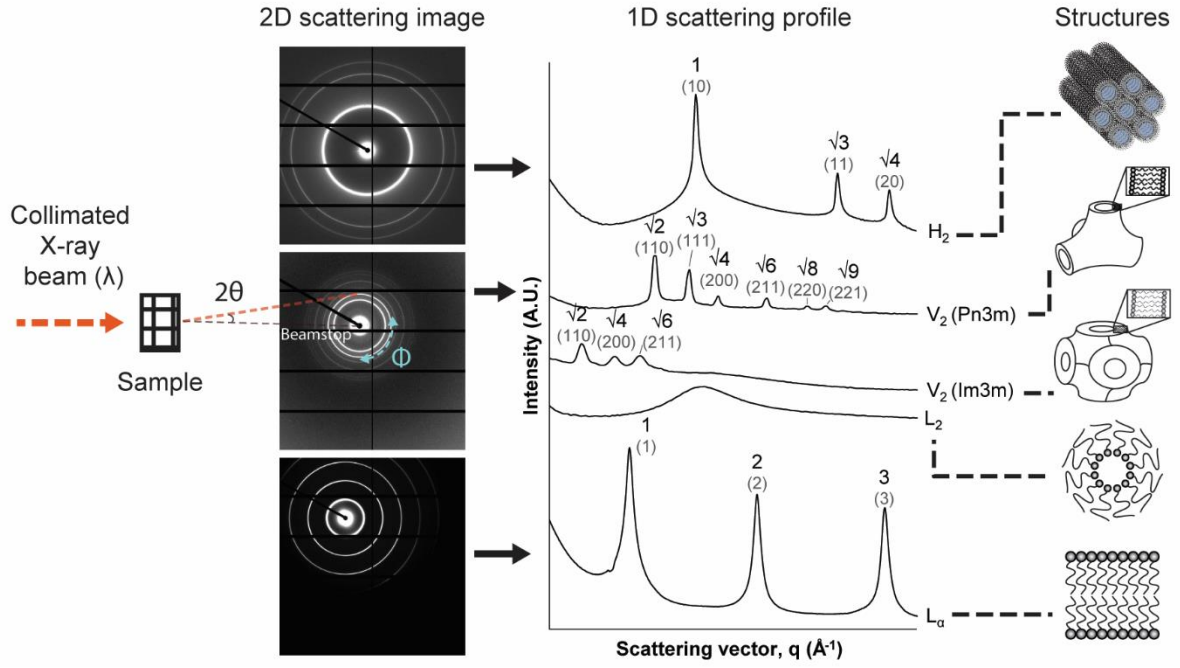 2D scattering image
1D scattering profile
Structures
Collimated
X-ray
beam (λ)
2θ
Sample
Beamstop
Φ
Intensity (A.U.)
1
(10)
√3
(11)
√4
(20)
H₂
√2
(110)
√3
(111)
√4
(200)
√6
(211)
√8
(220)
√9
(221)
V₂ (Pn3m)
√2
(110)
√4
(200)
√6
(211)
V₂ (Im3m)
L₂
1
(1)
2
(2)
3
(3)
Lα
Scattering vector, q (Å⁻¹)